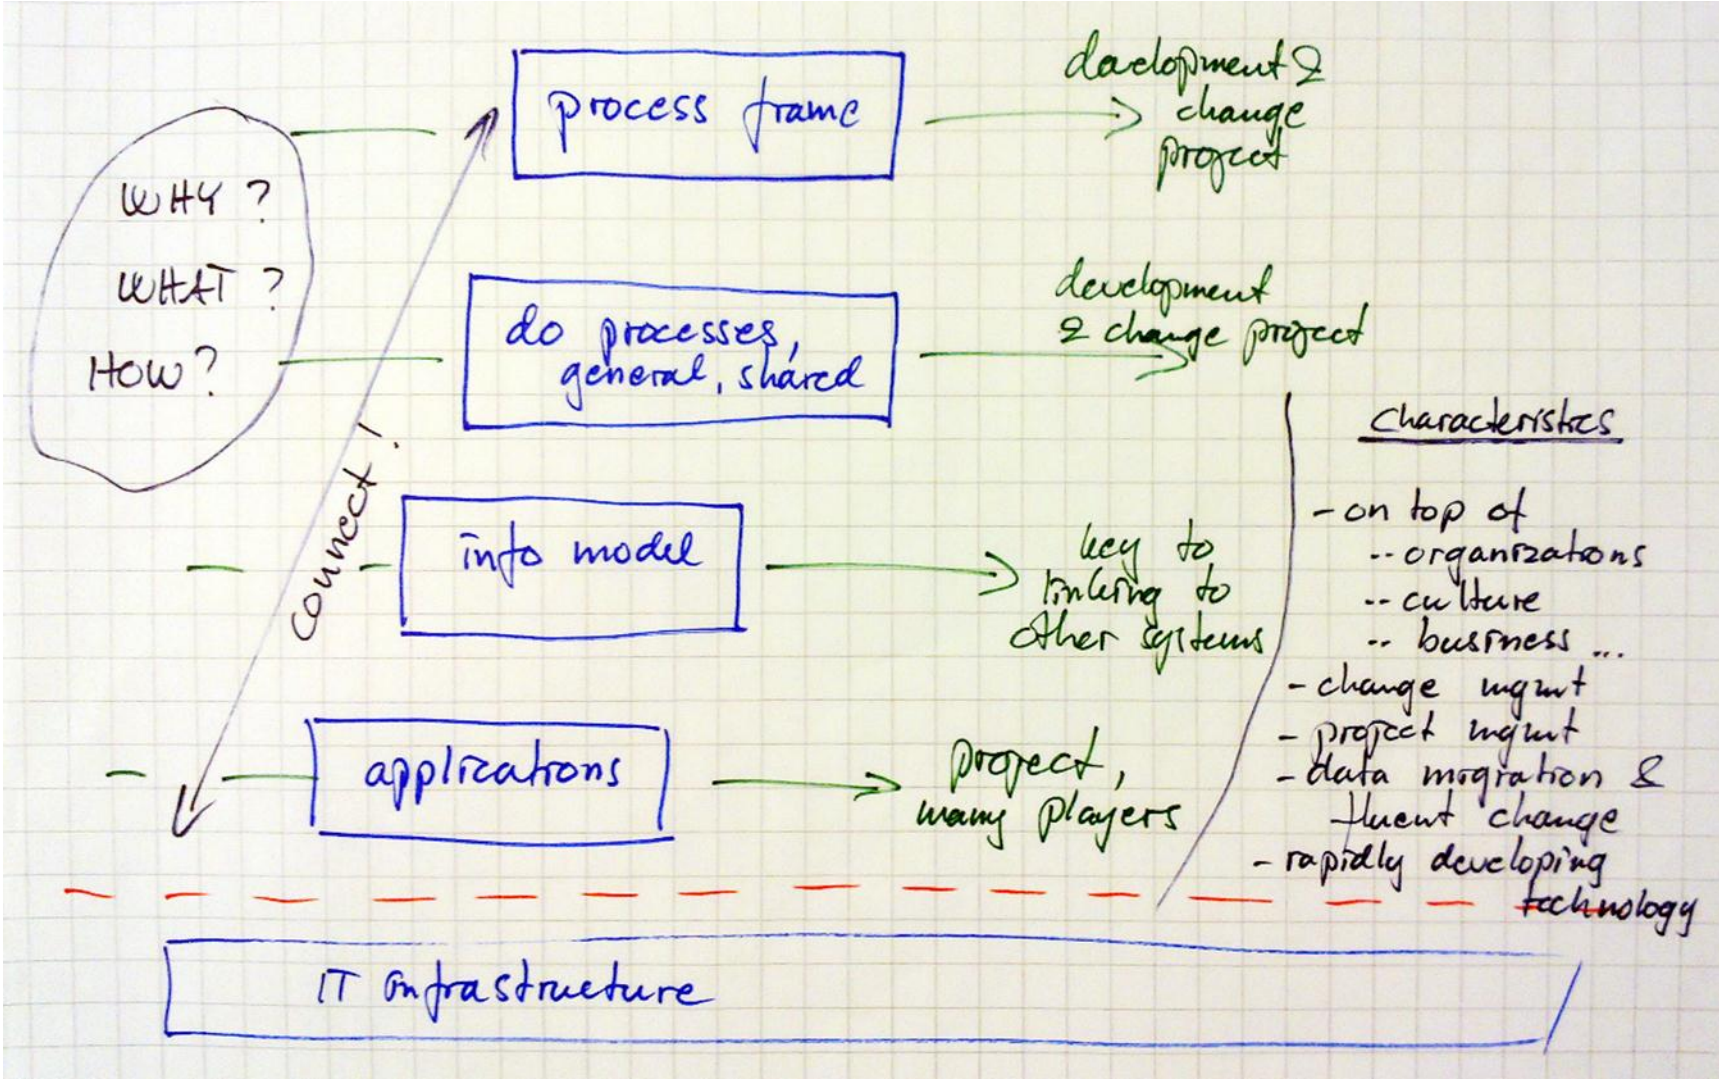 process frame
development &
change
project
WHY ?
WHAT ?
HOW ?
do processes,
general, shared
development
& change project
connect !
info model
key to
linking to
other systems
applications
project,
many players
characteristics
- on top of
-- organizations
-- culture
-- business ...
- change mgmt
- project mgmt
- data migration &
fluent change
- rapidly developing
technology
IT infrastructure